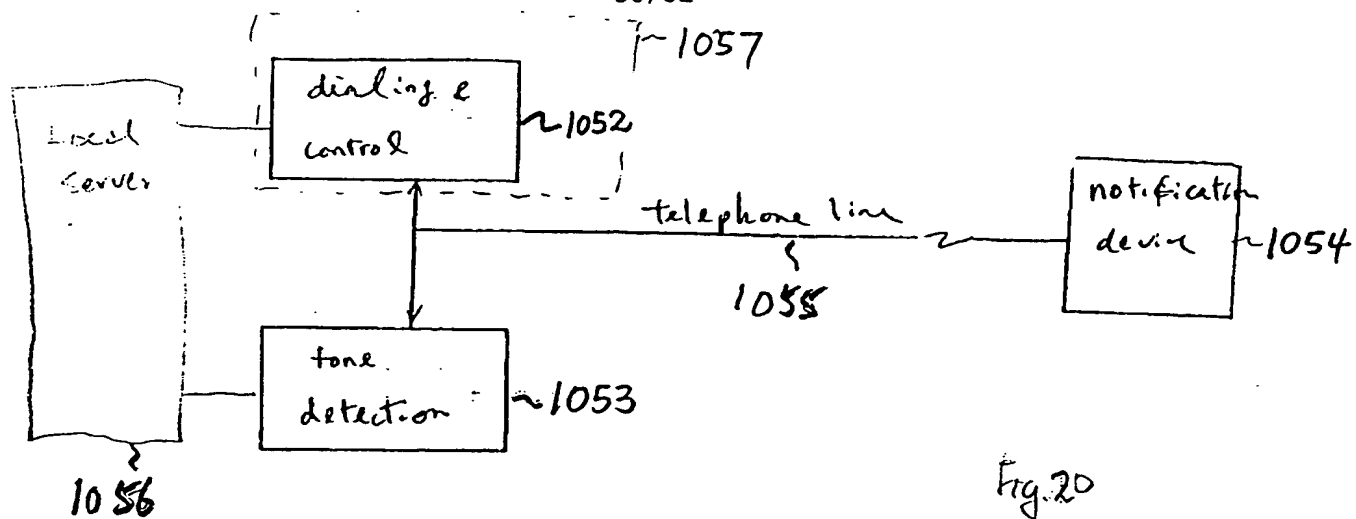 1057
dialing &
control
1052
Local
server
telephone line
notification
device
1054
1055
tone
detection
1053
1056
Fig. 20